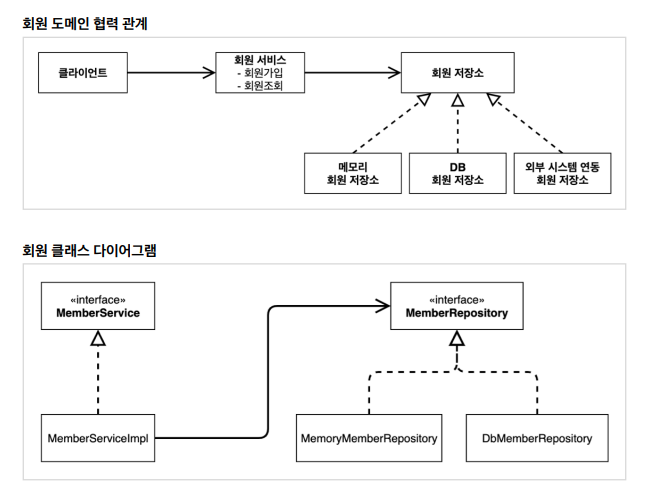 회원 도메인 협력 관계
클라이언트
회원 서비스
- 회원가입
- 회원조회
회원 저장소
메모리
회원 저장소
DB
회원 저장소
외부 시스템 연동
회원 저장소
회원 클래스 다이어그램
«interface»
MemberService
«interface»
MemberRepository
MemberServiceImpl
MemoryMemberRepository
DbMemberRepository